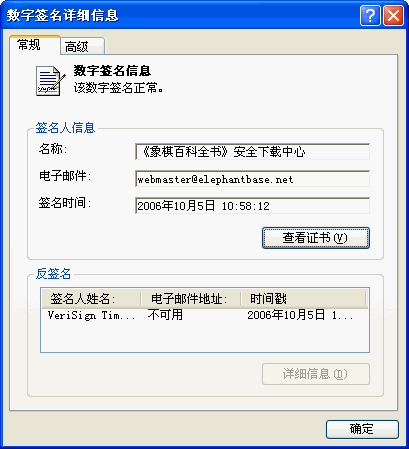 数字签名详细信息
常规
高级
数字签名信息
该数字签名正常。
签名人信息
名称:
《象棋百科全书》安全下载中心
电子邮件:
webmaster@elephantbase.net
签名时间:
2006年10月5日 10:58:12
查看证书(V)
反签名
签名人姓名: 电子邮件地址: 时间戳
VeriSign Tim... 不可用 2006年10月5日 1...
详细信息(D)
确定